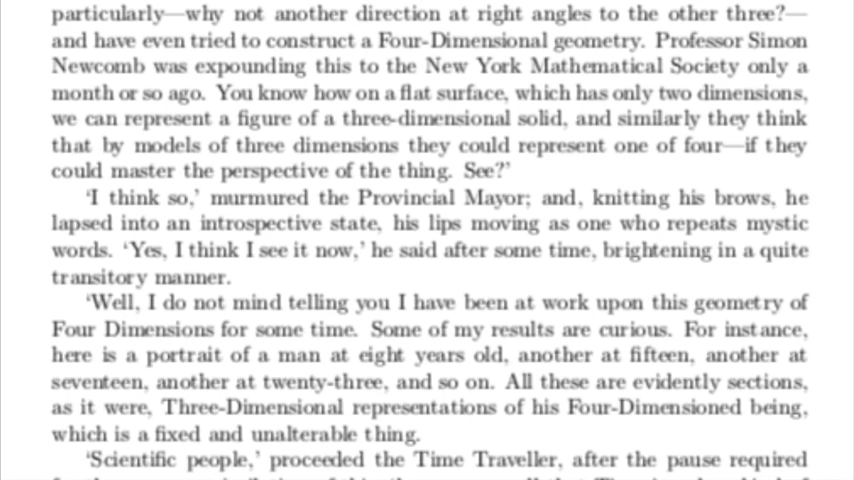 particularly—why not another direction at right angles to the other three?—
and have even tried to construct a Four-Dimensional geometry. Professor Simon
Newcomb was expounding this to the New York Mathematical Society only a
month or so ago. You know how on a flat surface, which has only two dimensions,
we can represent a figure of a three-dimensional solid, and similarly they think
that by models of three dimensions they could represent one of four—if they
could master the perspective of the thing. See?’
‘I think so,’ murmured the Provincial Mayor; and, knitting his brows, he
lapsed into an introspective state, his lips moving as one who repeats mystic
words. ‘Yes, I think I see it now,’ he said after some time, brightening in a quite
transitory manner.
‘Well, I do not mind telling you I have been at work upon this geometry of
Four Dimensions for some time. Some of my results are curious. For instance,
here is a portrait of a man at eight years old, another at fifteen, another at
seventeen, another at twenty-three, and so on. All these are evidently sections,
as it were, Three-Dimensional representations of his Four-Dimensioned being,
which is a fixed and unalterable thing.
‘Scientific people,’ proceeded the Time Traveller, after the pause required